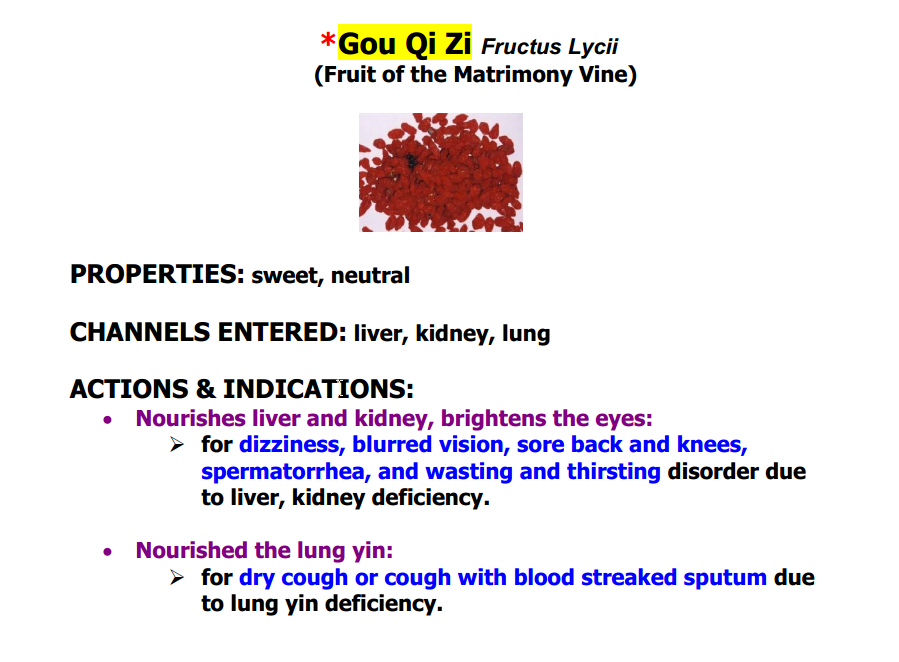 *Gou Qi Zi Fructus Lycii
(Fruit of the Matrimony Vine)
PROPERTIES: sweet, neutral
CHANNELS ENTERED: liver, kidney, lung
ACTIONS & INDICATIONS:
• Nourishes liver and kidney, brightens the eyes:
➢ for dizziness, blurred vision, sore back and knees,
spermatorrhea, and wasting and thirsting disorder due
to liver, kidney deficiency.
• Nourished the lung yin:
➢ for dry cough or cough with blood streaked sputum due
to lung yin deficiency.